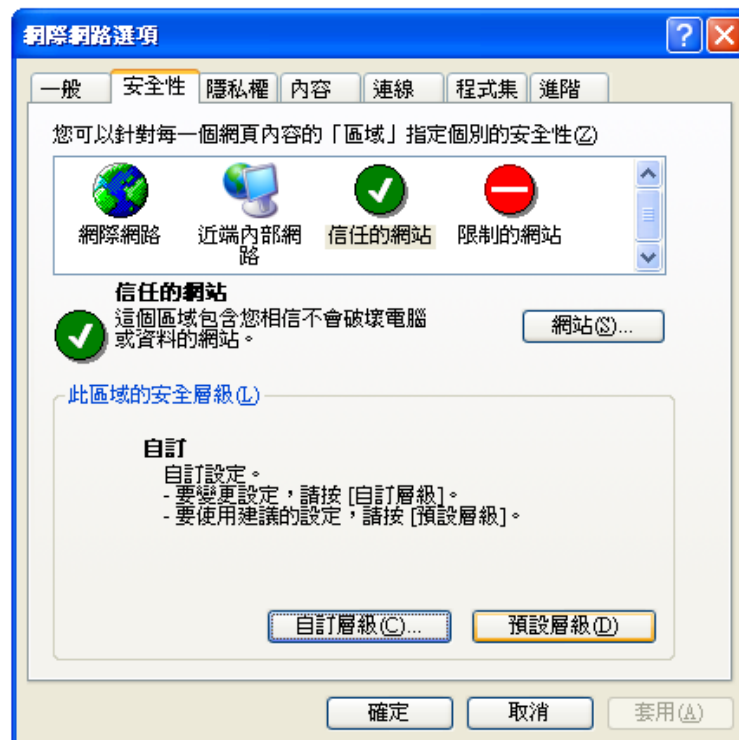 網際網路選項
一般 安全性 隱私權 內容 連線 程式集 進階
您可以針對每一個網頁內容的「區域」指定個別的安全性(Z)
網際網路 近端內部網路 信任的網站 限制的網站
信任的網站
這個區域包含您相信不會破壞電腦
或資料的網站。
網站(S)...
此區域的安全層級(L)
自訂
自訂設定。
- 要變更設定，請按 [自訂層級]。
- 要使用建議的設定，請按 [預設層級]。
自訂層級(C)... 預設層級(D)
確定 取消 套用(A)